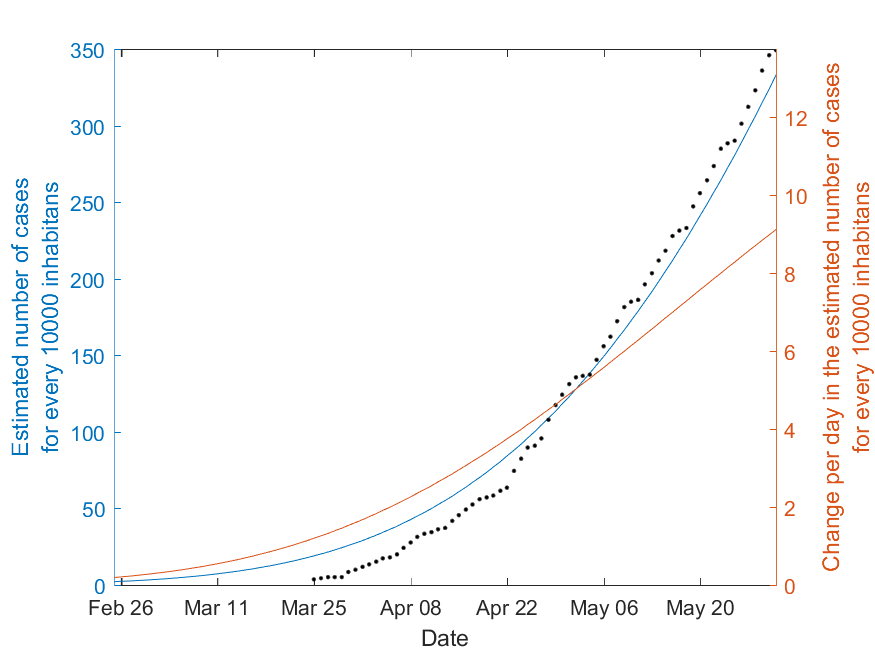 350
300
250
200
150
100
50
0
Estimated number of cases
for every 10000 inhabitans
12
10
8
6
4
2
0
Change per day in the estimated number of cases
for every 10000 inhabitans
Feb 26 Mar 11 Mar 25 Apr 08 Apr 22 May 06 May 20
Date